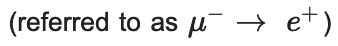 (referred to as μ⁻ → e⁺)